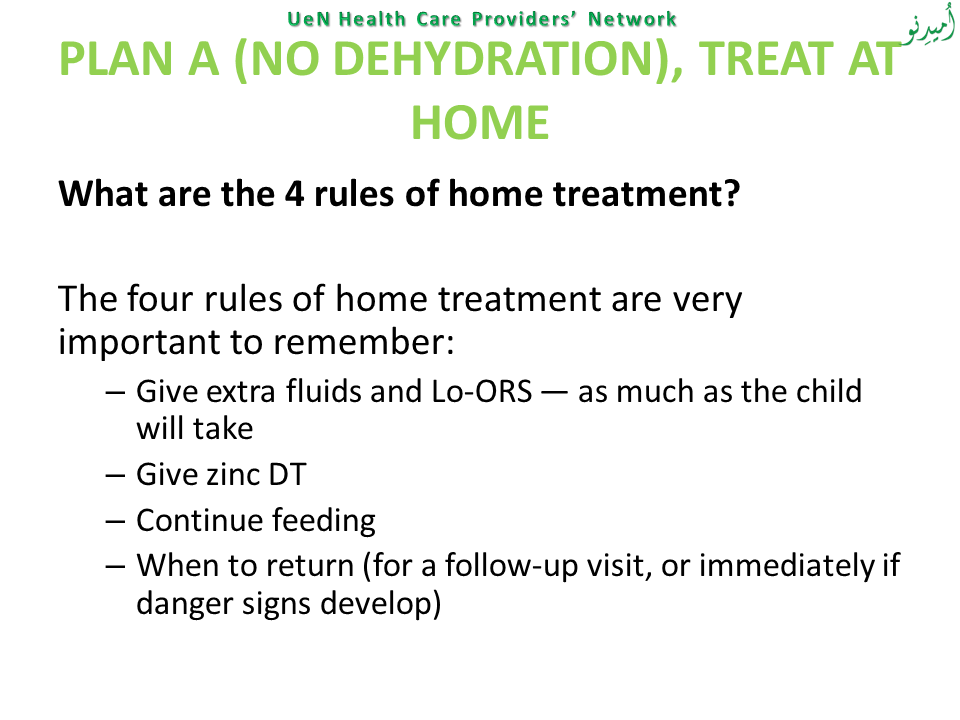 UeN Health Care Providers’ Network
اُمیدِنو
PLAN A (NO DEHYDRATION), TREAT AT
HOME
What are the 4 rules of home treatment?
The four rules of home treatment are very
important to remember:
– Give extra fluids and Lo-ORS — as much as the child
will take
– Give zinc DT
– Continue feeding
– When to return (for a follow-up visit, or immediately if
danger signs develop)